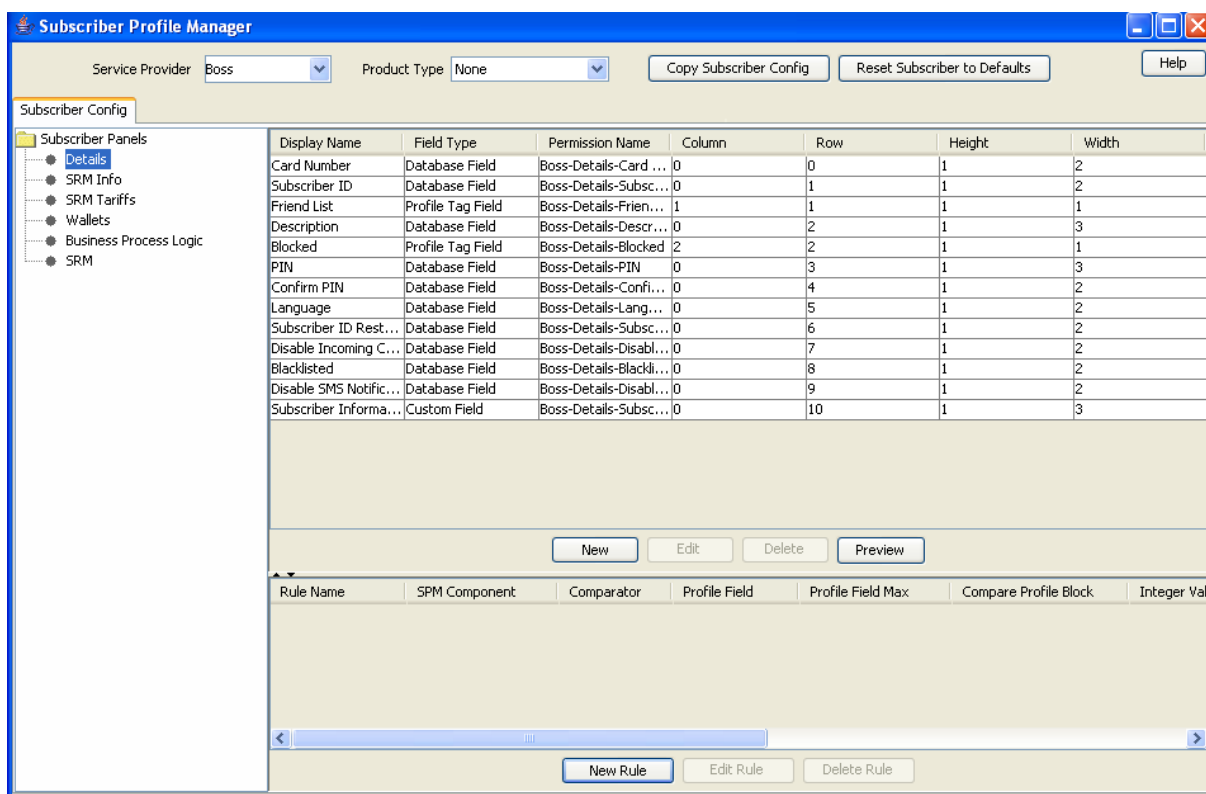 Subscriber Profile Manager
Service Provider Boss Product Type None Copy Subscriber Config Reset Subscriber to Defaults Help
Subscriber Config
Subscriber Panels
Details
SRM Info
SRM Tariffs
Wallets
Business Process Logic
SRM
Display Name Field Type Permission Name Column Row Height Width
Card Number Database Field Boss-Details-Card ... 0 0 1 2
Subscriber ID Database Field Boss-Details-Subsc... 0 1 1 2
Friend List Profile Tag Field Boss-Details-Frien... 1 1 1 1
Description Database Field Boss-Details-Descr... 0 2 1 3
Blocked Profile Tag Field Boss-Details-Blocked 2 2 1 1
PIN Database Field Boss-Details-PIN 0 3 1 3
Confirm PIN Database Field Boss-Details-Confi... 0 4 1 2
Language Database Field Boss-Details-Lang... 0 5 1 2
Subscriber ID Rest... Database Field Boss-Details-Subsc... 0 6 1 2
Disable Incoming C... Database Field Boss-Details-Disabl... 0 7 1 2
Blacklisted Database Field Boss-Details-Blackli... 0 8 1 2
Disable SMS Notific... Database Field Boss-Details-Disabl... 0 9 1 2
Subscriber Informa... Custom Field Boss-Details-Subsc... 0 10 1 3
New Edit Delete Preview
Rule Name SPM Component Comparator Profile Field Profile Field Max Compare Profile Block Integer Val
New Rule Edit Rule Delete Rule